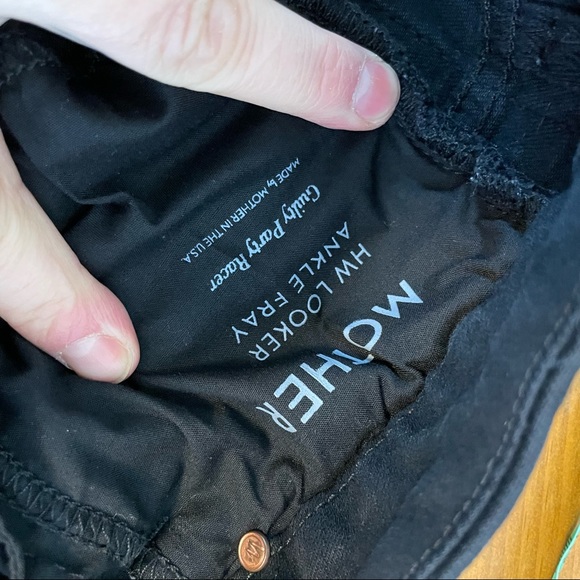 MOTHER
HW LOOKER
ANKLE FRAY
Guilty Party Racer
MADE by MOTHER IN THE USA